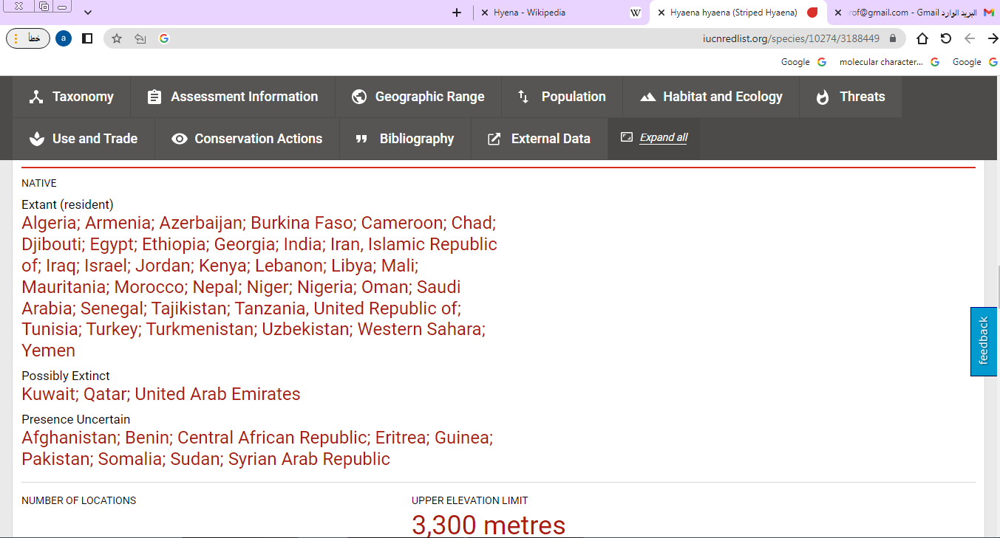 Hyena - Wikipedia
Hyaena hyaena (Striped Hyaena)
rof@gmail.com - Gmail البريد الوارد
خطأ
a
iucnredlist.org/species/10274/3188449
Google
molecular character...
Google
Taxonomy
Assessment Information
Geographic Range
Population
Habitat and Ecology
Threats
Use and Trade
Conservation Actions
Bibliography
External Data
Expand all
NATIVE
Extant (resident)
Algeria; Armenia; Azerbaijan; Burkina Faso; Cameroon; Chad;
Djibouti; Egypt; Ethiopia; Georgia; India; Iran, Islamic Republic
of; Iraq; Israel; Jordan; Kenya; Lebanon; Libya; Mali;
Mauritania; Morocco; Nepal; Niger; Nigeria; Oman; Saudi
Arabia; Senegal; Tajikistan; Tanzania, United Republic of;
Tunisia; Turkey; Turkmenistan; Uzbekistan; Western Sahara;
Yemen
Possibly Extinct
Kuwait; Qatar; United Arab Emirates
Presence Uncertain
Afghanistan; Benin; Central African Republic; Eritrea; Guinea;
Pakistan; Somalia; Sudan; Syrian Arab Republic
feedback
NUMBER OF LOCATIONS
UPPER ELEVATION LIMIT
3,300 metres